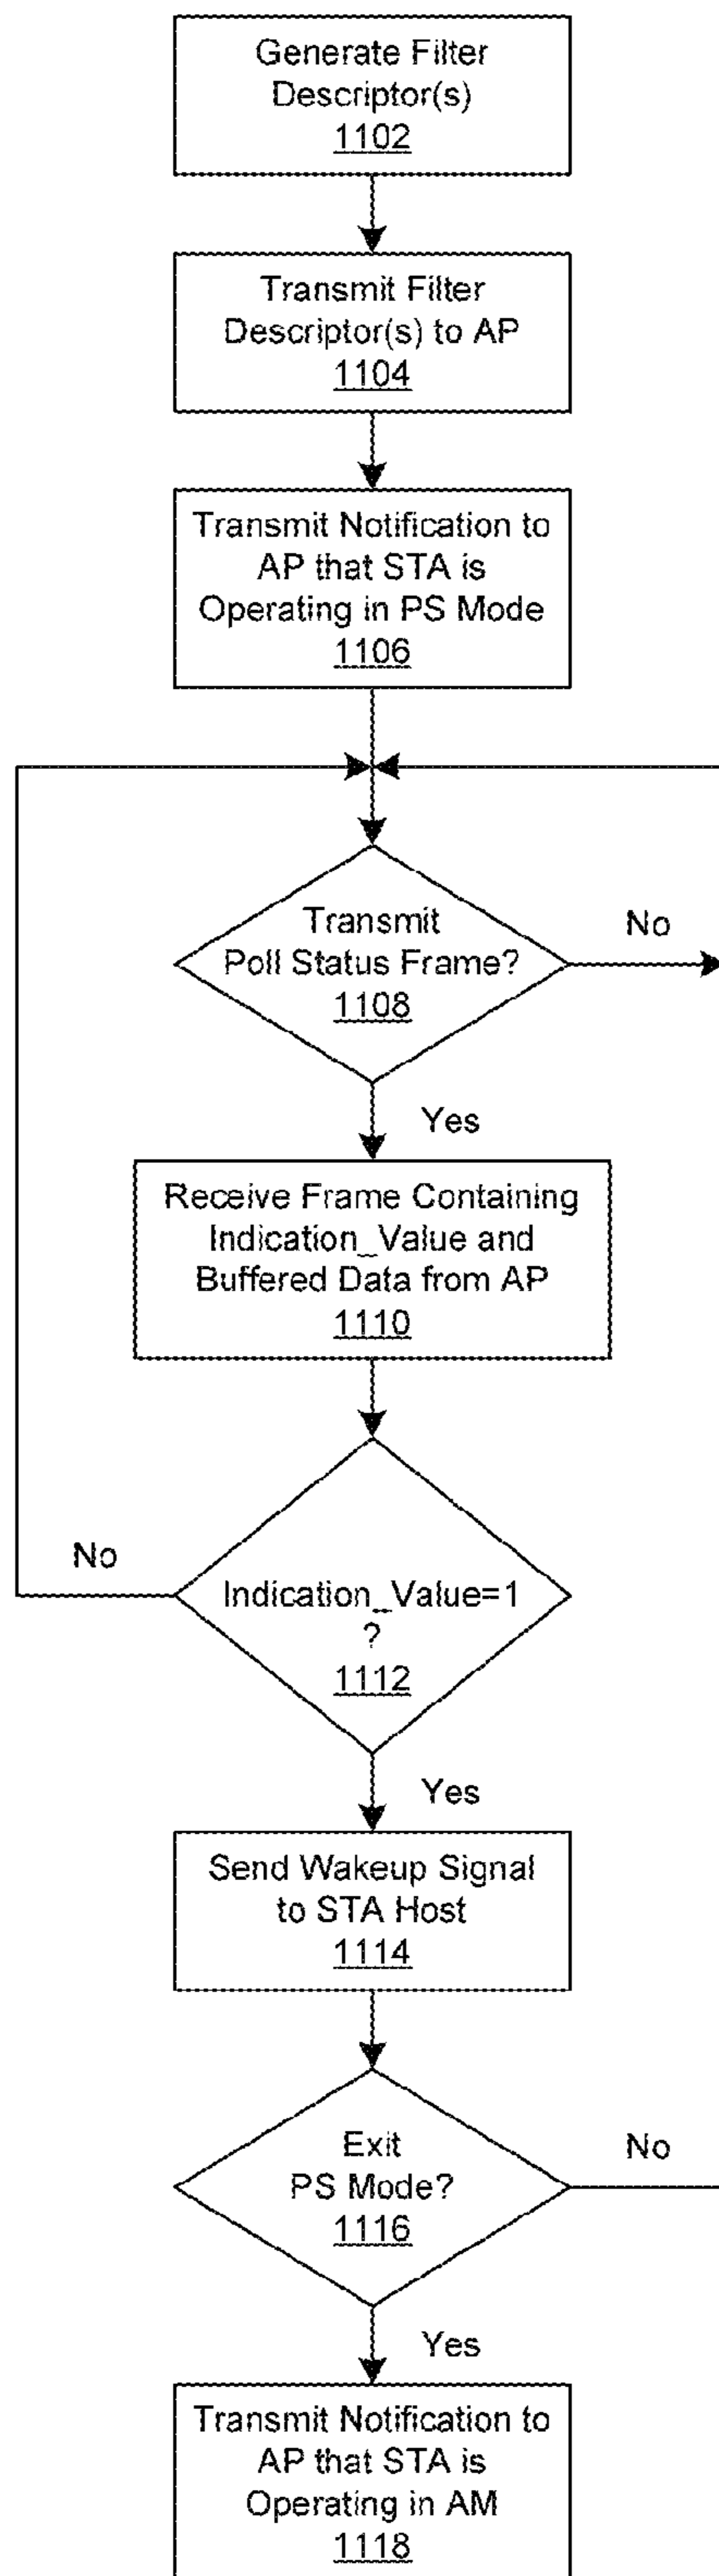 Generate Filter
Descriptor(s)
1102
Transmit Filter
Descriptor(s) to AP
1104
Transmit Notification to
AP that STA is
Operating in PS Mode
1106
Transmit
Poll Status Frame?
1108
No
Yes
Receive Frame Containing
Indication_Value and
Buffered Data from AP
1110
No
Indication_Value=1
?
1112
Yes
Send Wakeup Signal
to STA Host
1114
Exit
PS Mode?
1116
No
Yes
Transmit Notification to
AP that STA is
Operating in AM
1118